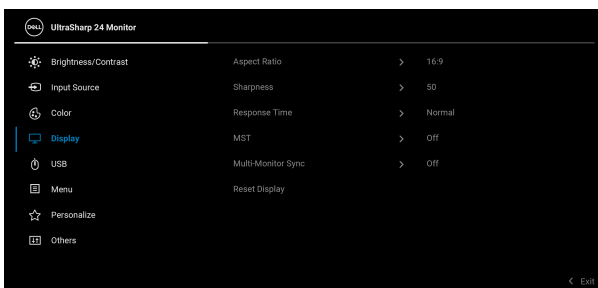 DELL UltraSharp 24 Monitor
Brightness/Contrast Aspect Ratio > 16:9
Input Source Sharpness > 50
Color Response Time > Normal
Display MST > Off
USB Multi-Monitor Sync > Off
Menu Reset Display
Personalize
Others
< Exit